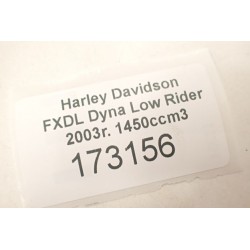 Harley Davidson
FXDL Dyna Low Rider
2003r. 1450ccm3
173156